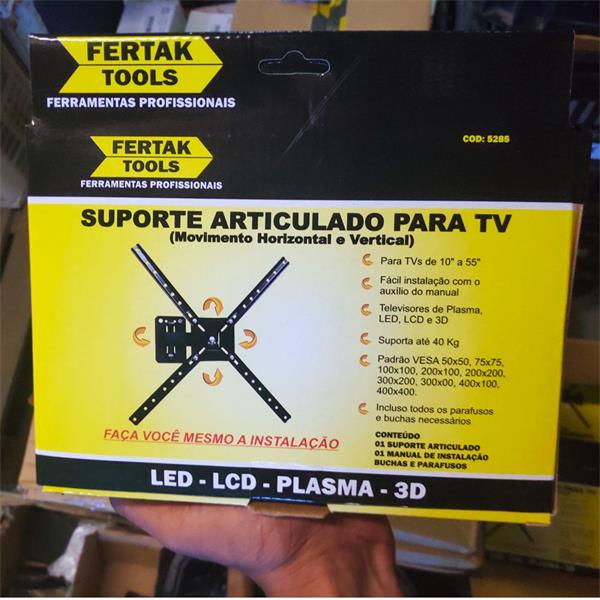 FERTAK
TOOLS
FERRAMENTAS PROFISSIONAIS
COD: 5285
FERTAK
TOOLS
FERRAMENTAS PROFISSIONAIS
SUPORTE ARTICULADO PARA TV
(Movimento Horizontal e Vertical)
Para TVs de 10" a 55"
Fácil instalação com o
auxílio do manual
Televisores de Plasma,
LED, LCD e 3D
Suporta até 40 Kg
Padrão VESA 50x50, 75x75,
100x100, 200x100, 200x200,
300x200, 300x00, 400x100,
400x400.
Incluso todos os parafusos
e buchas necessários
FAÇA VOCÊ MESMO A INSTALAÇÃO
CONTEÚDO
01 SUPORTE ARTICULADO
01 MANUAL DE INSTALAÇÃO
BUCHAS E PARAFUSOS
LED - LCD - PLASMA - 3D